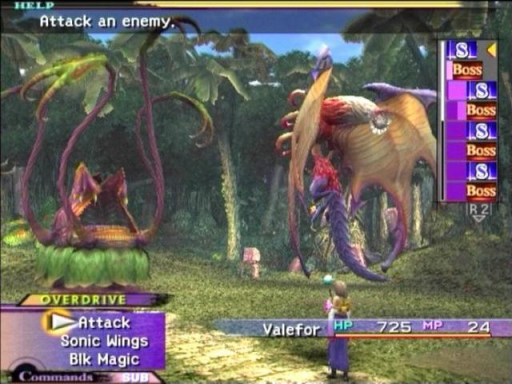 HELP
Attack an enemy.
S
Boss
S
Boss
S
Boss
S
Boss
R2
OVERDRIVE
Attack
Sonic Wings
Blk Magic
Valefor HP 725 MP 24
Commands SUB